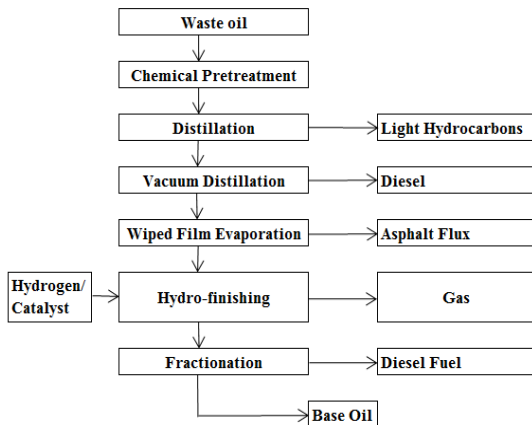 Waste oil
Chemical Pretreatment
Distillation
Light Hydrocarbons
Vacuum Distillation
Diesel
Wiped Film Evaporation
Asphalt Flux
Hydrogen/
Catalyst
Hydro-finishing
Gas
Fractionation
Diesel Fuel
Base Oil